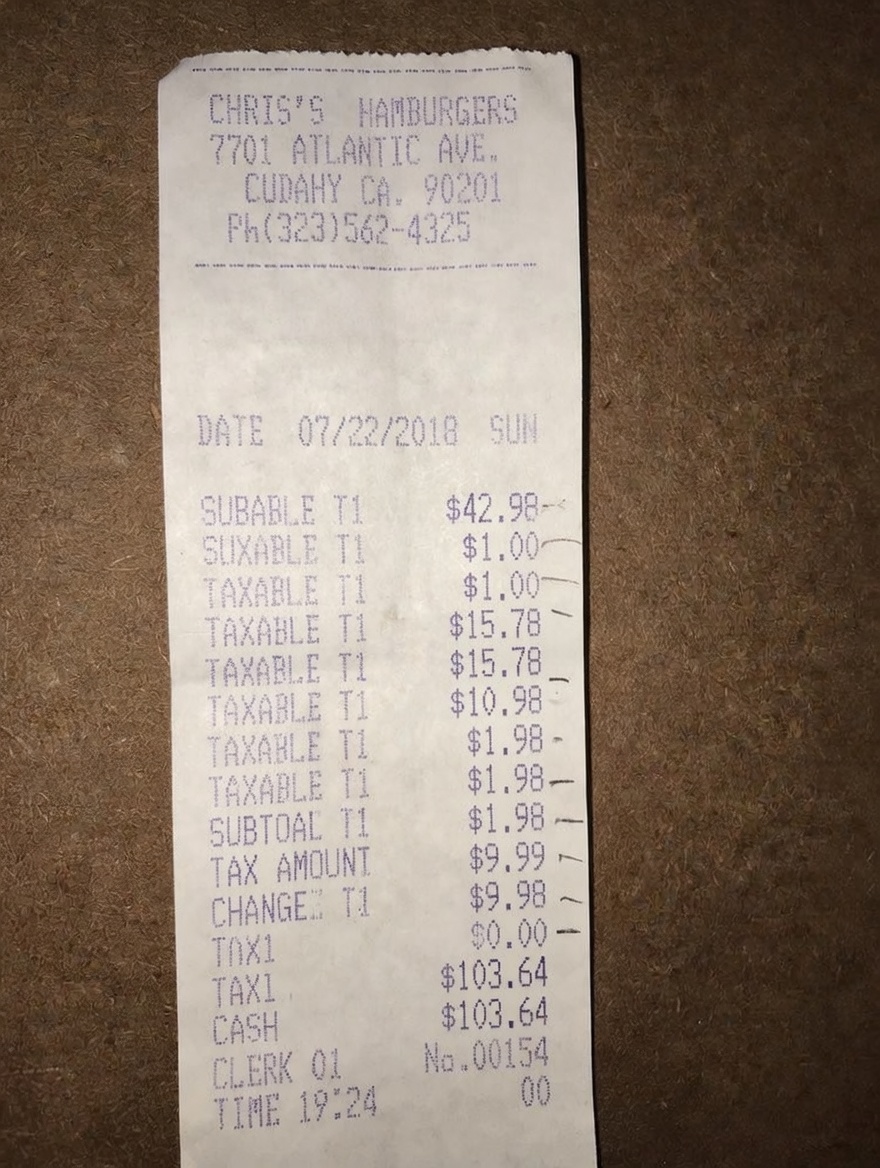 CHRIS'S HAMBURGERS
7701 ATLANTIC AVE.
CUDAHY CA. 90201
Ph(323)562-4325
DATE 07/22/2018 SUN
SUBABLE T1 $42.98
SUXABLE T1 $1.00
TAXABLE T1 $1.00
TAXABLE T1 $15.78
TAXABLE T1 $15.78
TAXABLE T1 $10.98
TAXABLE T1 $1.98
TAXABLE T1 $1.98
SUBTOAL T1 $1.98
TAX AMOUNT $9.99
CHANGE T1 $9.98
TAX1 $0.00
TAX1 $103.64
CASH $103.64
CLERK 01 No.00154
TIME 19:24 00